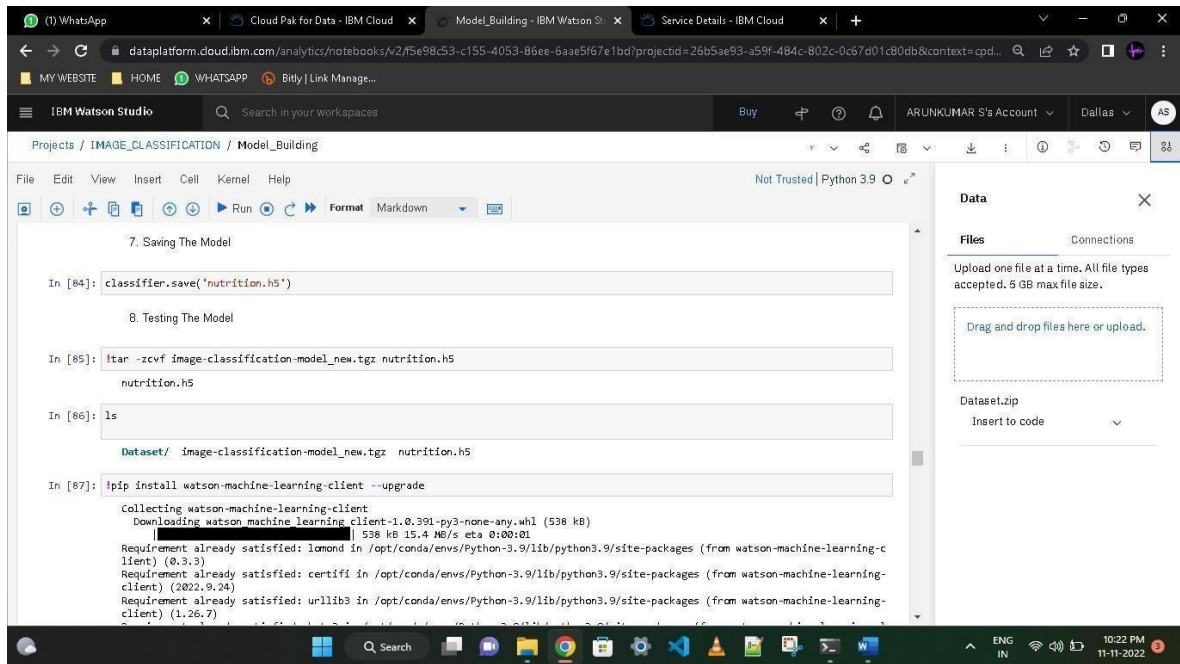 (1) WhatsApp
Cloud Pak for Data - IBM Cloud
Model_Building - IBM Watson St
Service Details - IBM Cloud
dataplatform.cloud.ibm.com/analytics/notebooks/v2/f5e98c53-c155-4053-86ee-6aae5f67e1bd?projectid=26b5ae93-a59f-484c-802c-0c67d01c80db&context=cpd...
MY WEBSITE HOME WHATSAPP Bitly | Link Manage...
IBM Watson Studio
Search in your workspaces
Buy
ARUNKUMAR S's Account
Dallas
AS
Projects / IMAGE_CLASSIFICATION / Model_Building
File Edit View Insert Cell Kernel Help
Not Trusted | Python 3.9
Run Format Markdown
7. Saving The Model
In [84]: classifier.save('nutrition.h5')
8. Testing The Model
In [85]: !tar -zcvf image-classification-model_new.tgz nutrition.h5
nutrition.h5
In [86]: ls
Dataset/ image-classification-model_new.tgz nutrition.h5
In [87]: !pip install watson-machine-learning-client --upgrade
Collecting watson-machine-learning-client
Downloading watson_machine_learning_client-1.0.391-py3-none-any.whl (538 kB)
| | 538 kB 15.4 MB/s eta 0:00:01
Requirement already satisfied: lomond in /opt/conda/envs/Python-3.9/lib/python3.9/site-packages (from watson-machine-learning-c
lient) (0.3.3)
Requirement already satisfied: certifi in /opt/conda/envs/Python-3.9/lib/python3.9/site-packages (from watson-machine-learning-
client) (2022.9.24)
Requirement already satisfied: urllib3 in /opt/conda/envs/Python-3.9/lib/python3.9/site-packages (from watson-machine-learning-
client) (1.26.7)
Data
Files Connections
Upload one file at a time. All file types
accepted. 5 GB max file size.
Drag and drop files here or upload.
Dataset.zip
Insert to code
Search
ENG
IN
10:22 PM
11-11-2022
3